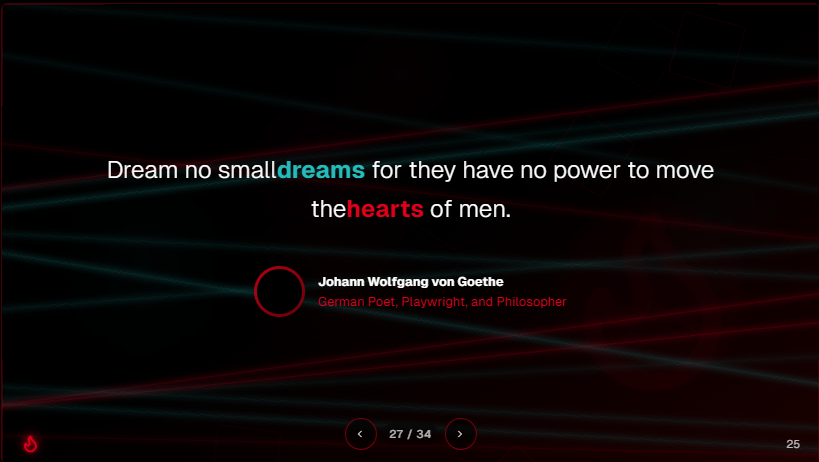 Dream no smalldreams for they have no power to move
thehearts of men.
Johann Wolfgang von Goethe
German Poet, Playwright, and Philosopher
27 / 34
25